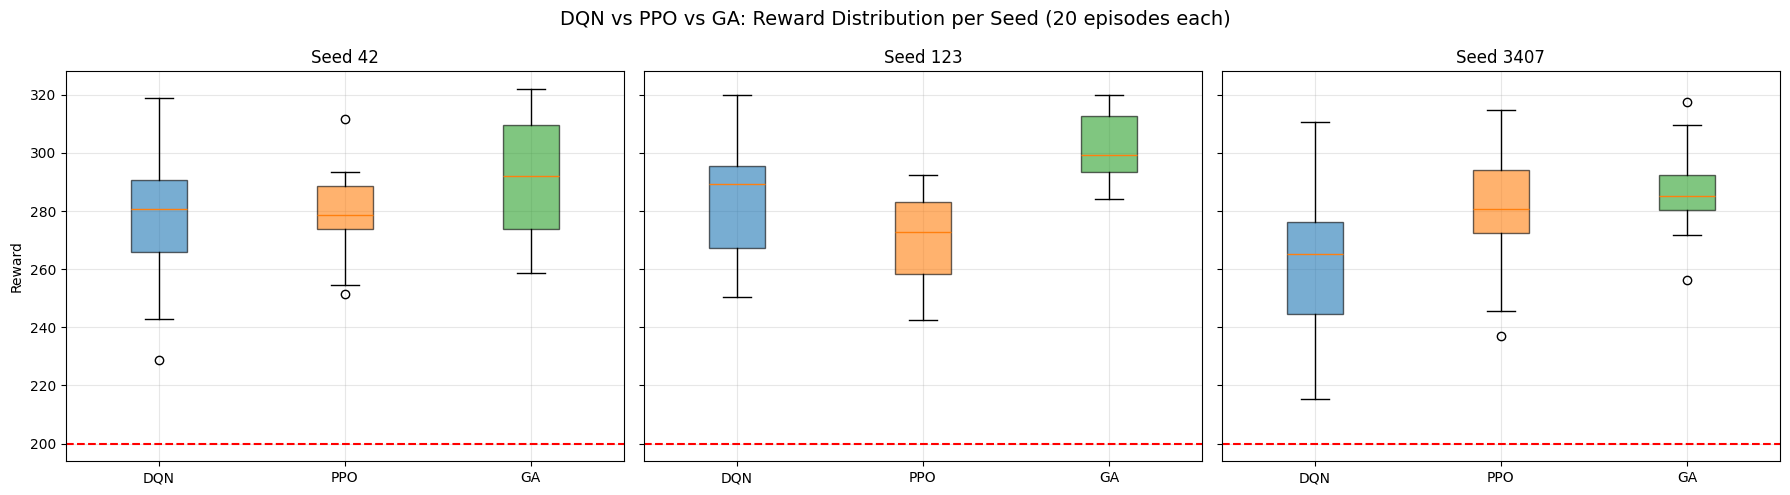 DQN vs PPO vs GA: Reward Distribution per Seed (20 episodes each)
Seed 42
Seed 123
Seed 3407
Reward
320
300
280
260
240
220
200
DQN PPO GA
DQN PPO GA
DQN PPO GA